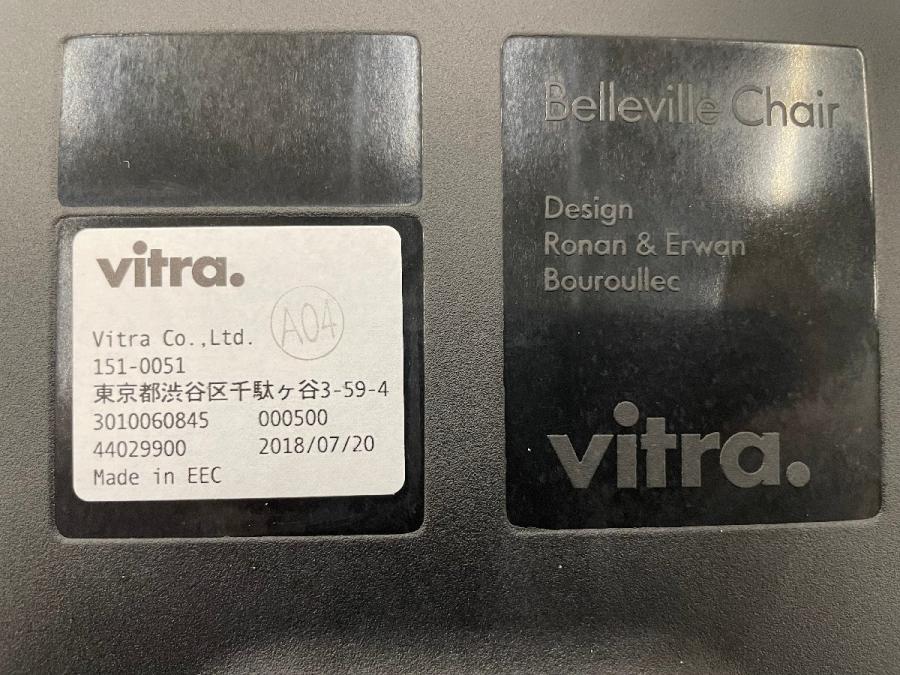 vitra.
A04
Vitra Co.,Ltd.
151-0051
東京都渋谷区千駄ヶ谷3-59-4
3010060845 000500
44029900 2018/07/20
Made in EEC
Belleville Chair
Design
Ronan & Erwan
Bouroullec
vitra.